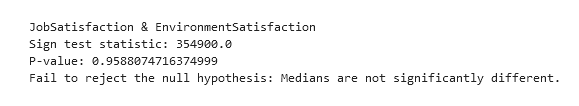 JobSatisfaction & EnvironmentSatisfaction
Sign test statistic: 354900.0
P-value: 0.9588074716374999
Fail to reject the null hypothesis: Medians are not significantly different.